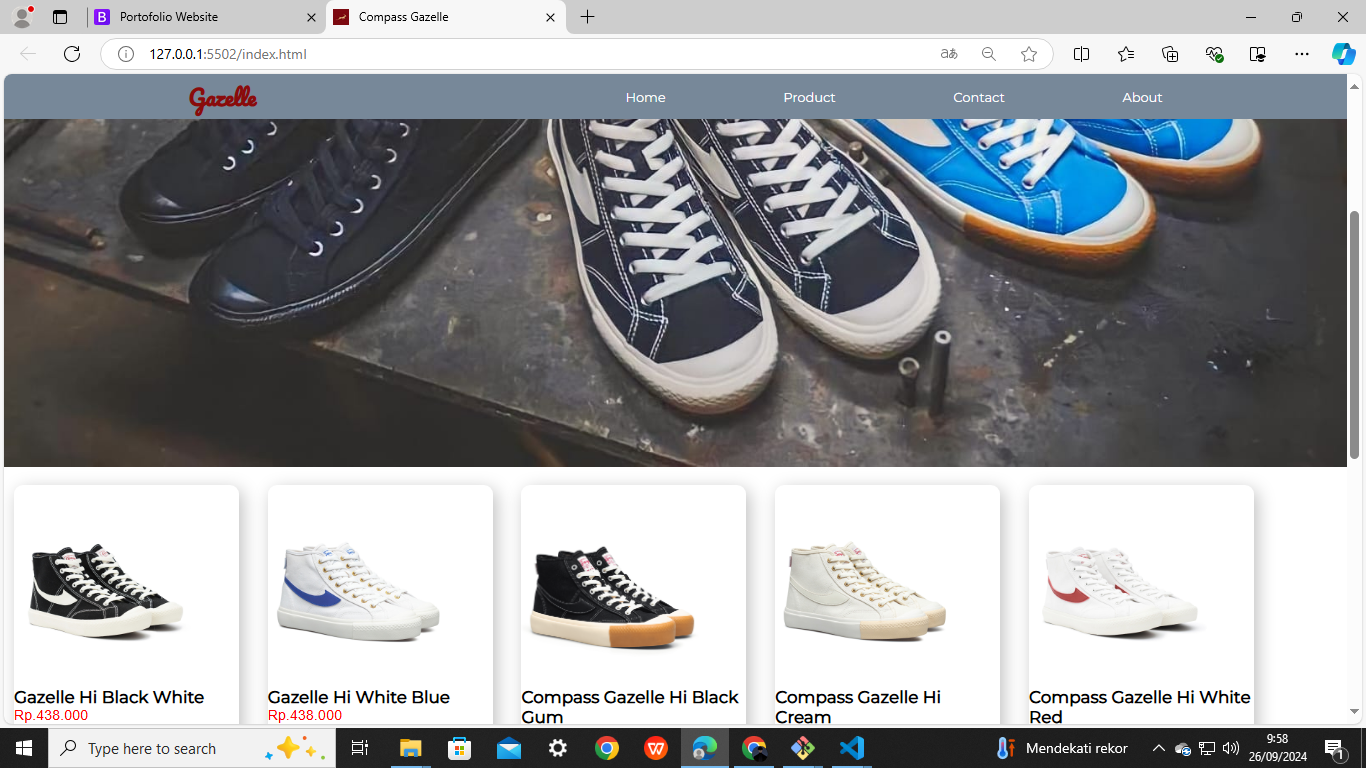 Portofolio Website
Compass Gazelle
127.0.0.1:5502/index.html
aあ
Gazelle
Home
Product
Contact
About
Gazelle Hi Black White
Rp.438.000
Gazelle Hi White Blue
Rp.438.000
Compass Gazelle Hi Black
Gum
Compass Gazelle Hi
Cream
Compass Gazelle Hi White
Red
Type here to search
Mendekati rekor
9:58
26/09/2024
1